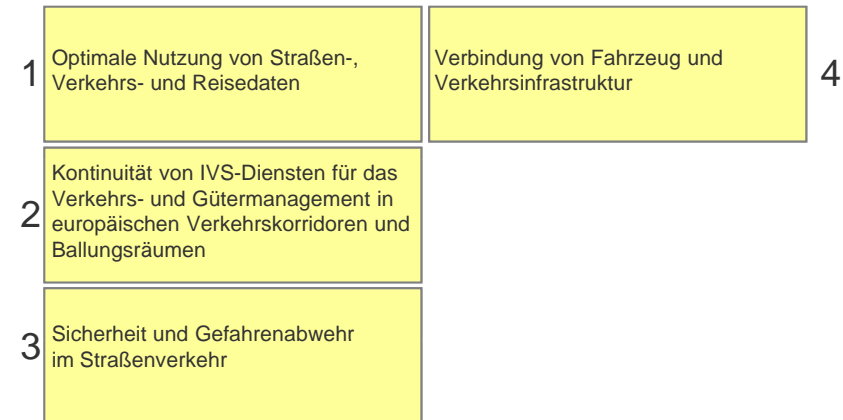 1
Optimale Nutzung von Straßen-,
Verkehrs- und Reisedaten
Verbindung von Fahrzeug und
Verkehrsinfrastruktur
4
2
Kontinuität von IVS-Diensten für das
Verkehrs- und Gütermanagement in
europäischen Verkehrskorridoren und
Ballungsräumen
3
Sicherheit und Gefahrenabwehr
im Straßenverkehr